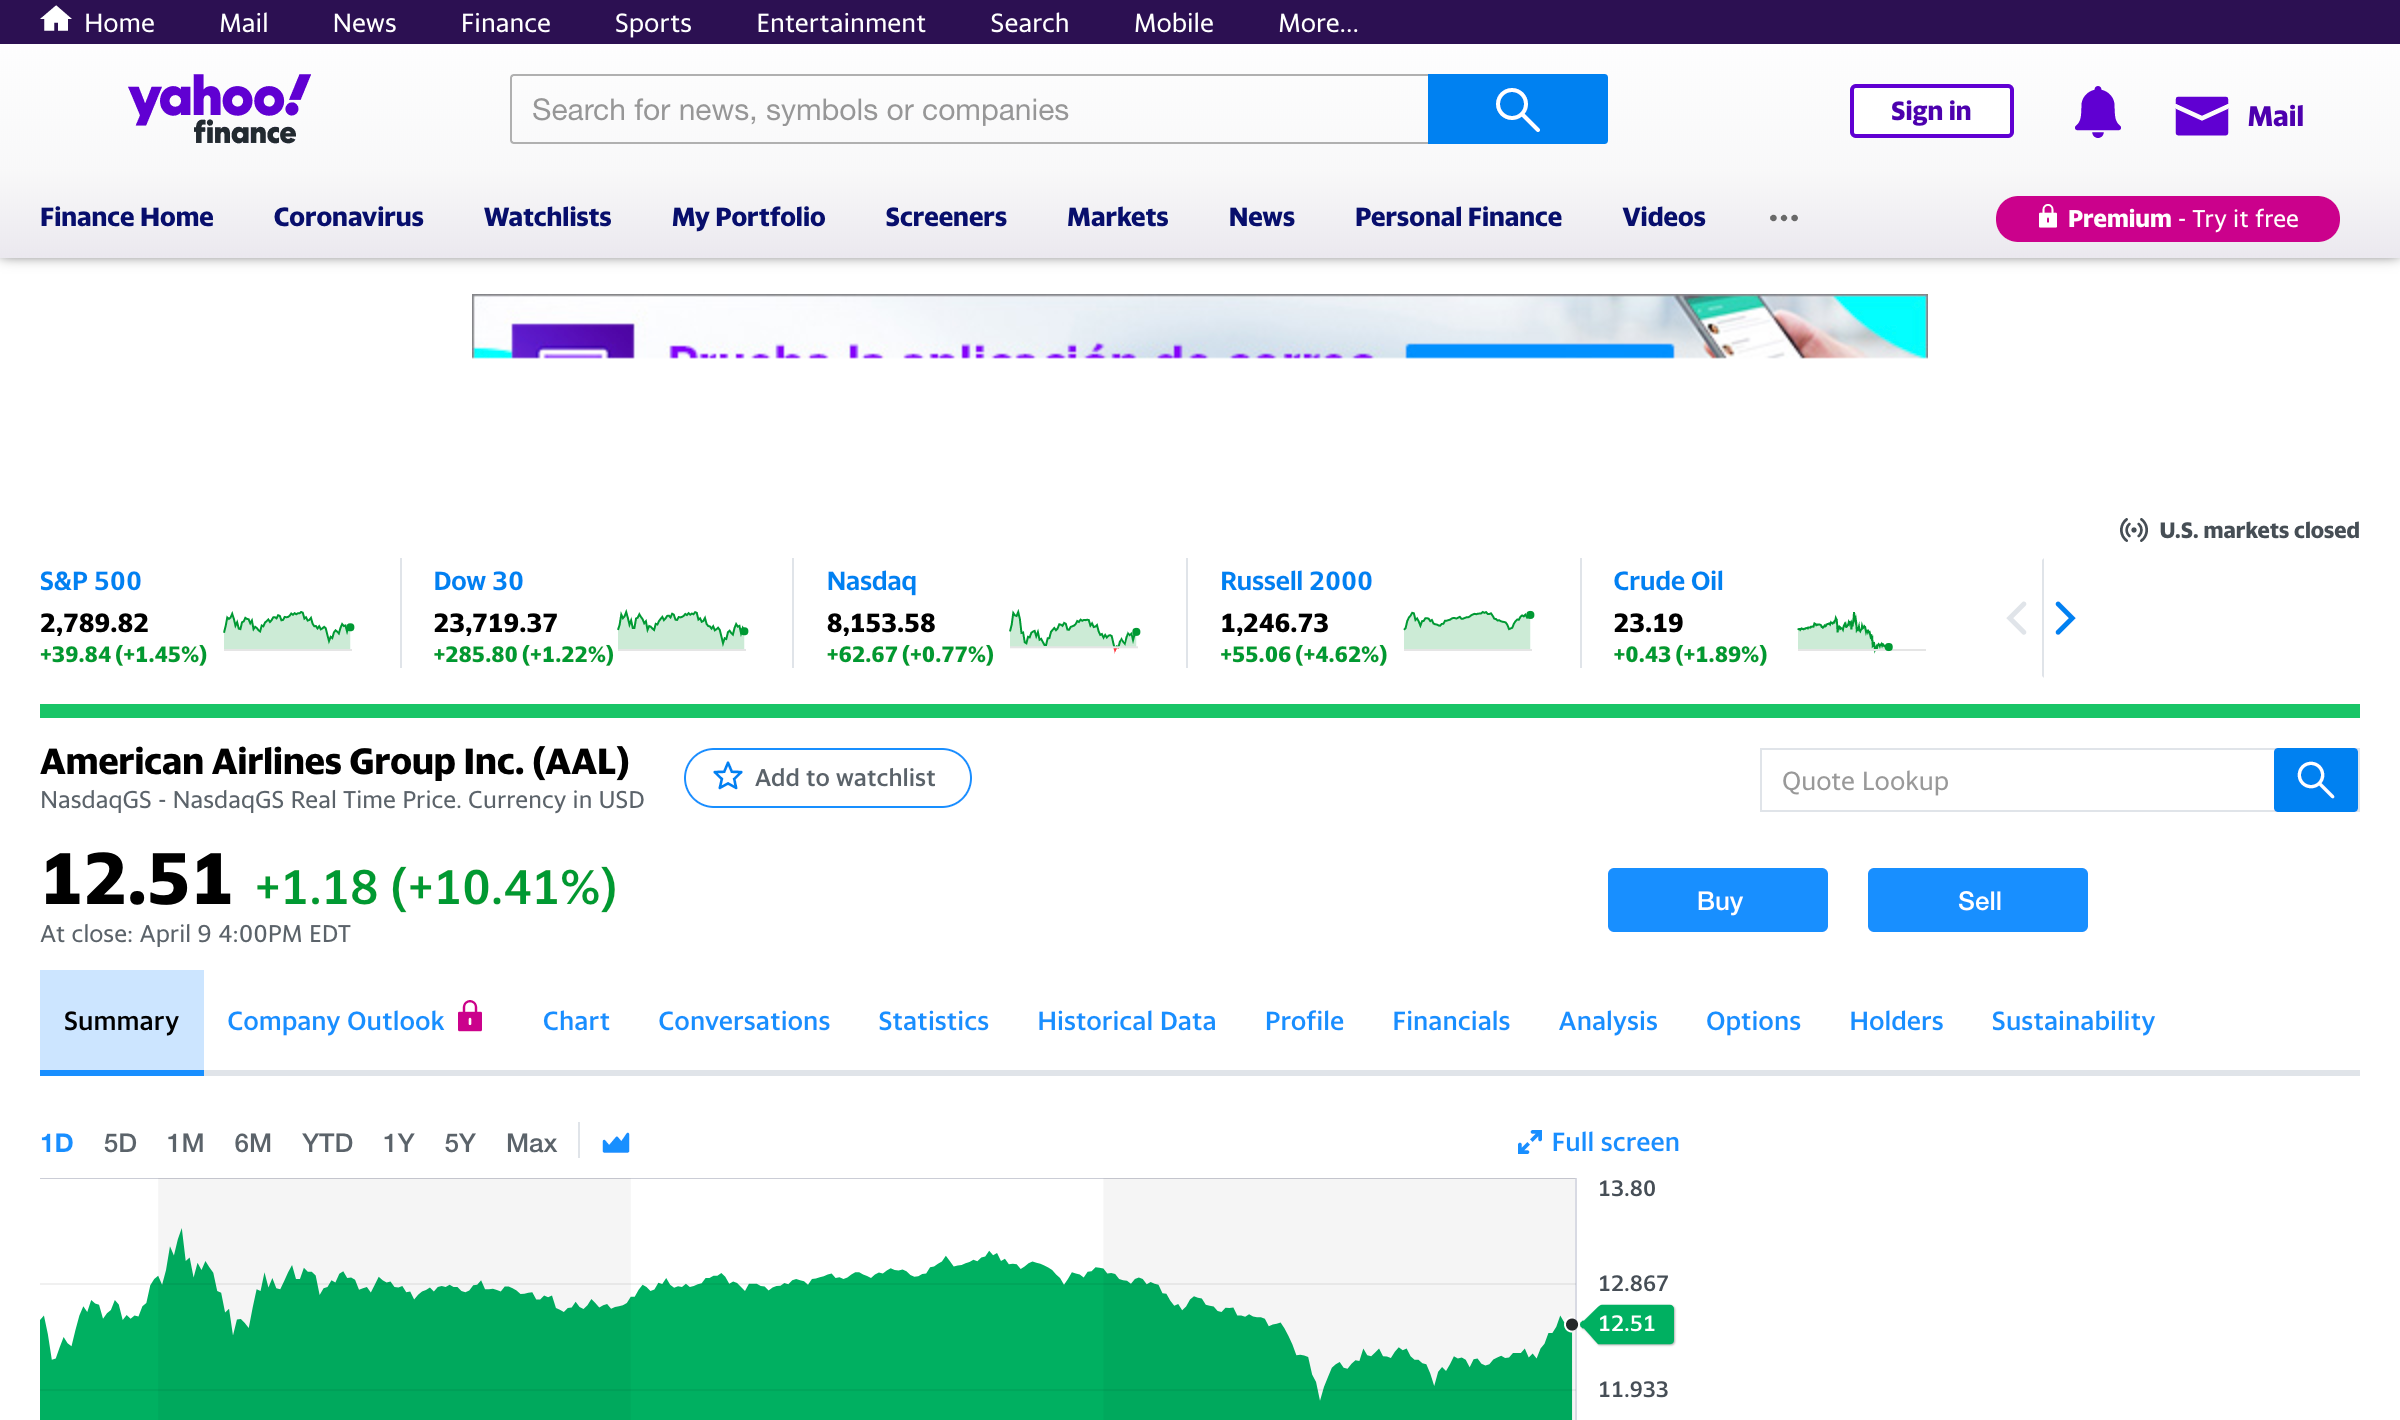 Home Mail News Finance Sports Entertainment Search Mobile More...
yahoo!
finance
Search for news, symbols or companies
Sign in
Mail
Finance Home Coronavirus Watchlists My Portfolio Screeners Markets News Personal Finance Videos
Premium - Try it free
Prueba la aplicación de correo
U.S. markets closed
S&P 500
2,789.82
+39.84 (+1.45%)
Dow 30
23,719.37
+285.80 (+1.22%)
Nasdaq
8,153.58
+62.67 (+0.77%)
Russell 2000
1,246.73
+55.06 (+4.62%)
Crude Oil
23.19
+0.43 (+1.89%)
American Airlines Group Inc. (AAL)
NasdaqGS - NasdaqGS Real Time Price. Currency in USD
Add to watchlist
Quote Lookup
12.51 +1.18 (+10.41%)
At close: April 9 4:00PM EDT
Buy
Sell
Summary Company Outlook Chart Conversations Statistics Historical Data Profile Financials Analysis Options Holders Sustainability
1D 5D 1M 6M YTD 1Y 5Y Max
Full screen
13.80
12.867
12.51
11.933